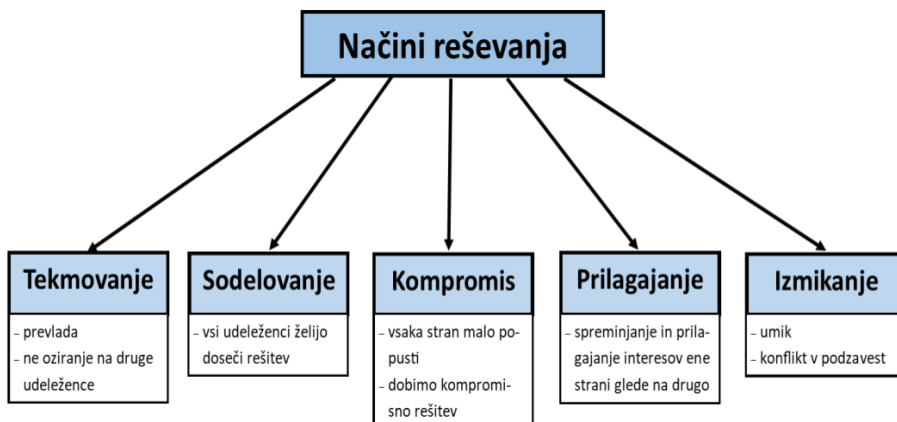 Načini reševanja
Tekmovanje
– prevlada
– ne oziranje na druge
udeležence
Sodelovanje
– vsi udeleženci želijo
doseči rešitev
Kompromis
– vsaka stran malo po-
pusti
– dobimo kompromi-
sno rešitev
Prilagajanje
– spreminjanje in prila-
gajanje interesov ene
strani glede na drugo
Izmikanje
– umik
– konflikt v podzavest